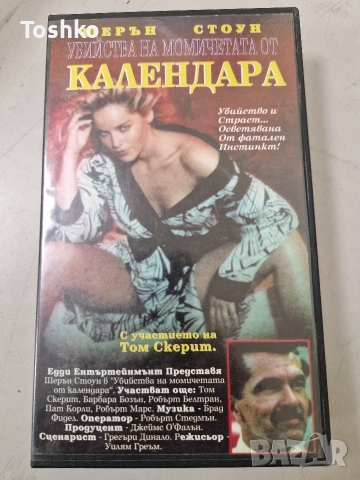 Toshko
ШЕРЪН СТОУН
УБИЙСТВА НА МОМИЧЕТАТА ОТ
КАЛЕНДАРА
Убийство и
Страст...
Осветявана
От фатален
Инстинкт!
С участието на
Том Скерит.
Едди Ентъртеймънт Представя
Шерън Стоун в "Убийства на момичетата
от календара". Участват още: Том
Скерит, Барбара Бозън, Робърт Белтран,
Пат Корли, Робърт Марс. Музика - Брад
Фидел. Оператор - Робърт Стедмън.
Продуцент - Джеймс О'Фалън.
Сценарист - Грегъри Динало. Режисьор -
Уилям Греъм.
bazar